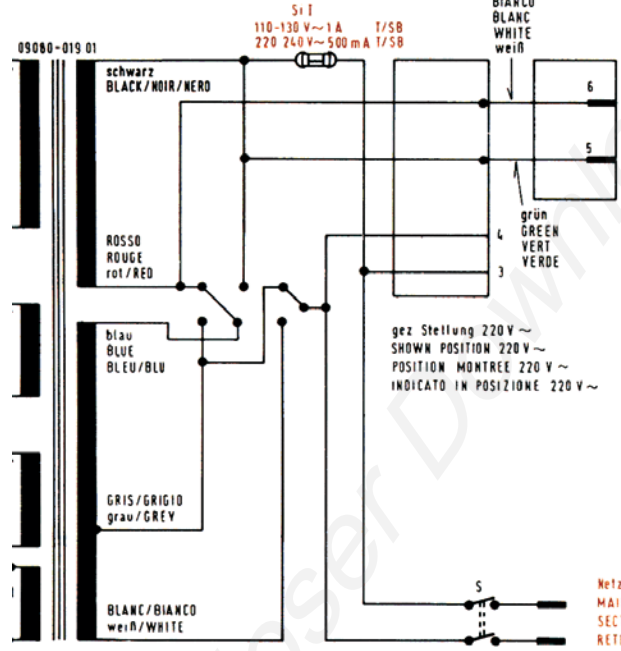 Si I
110-130 V~1 A T/SB
220 240 V~500 mA T/SB
BIANCO
BLANC
WHITE
weiß
09060-019 01
schwarz
BLACK/NOIR/NERO
6
5
grün
GREEN
VERT
VERDE
4
3
ROSSO
ROUGE
rot/RED
blau
BLUE
BLEU/BLU
gez Stellung 220 V~
SHOWN POSITION 220 V~
POSITION MONTREE 220 V~
INDICATO IN POSIZIONE 220 V~
GRIS/GRIGIO
grau/GREY
BLANC/BIANCO
weiß/WHITE
S
Netz
MAI
SECT
RETE